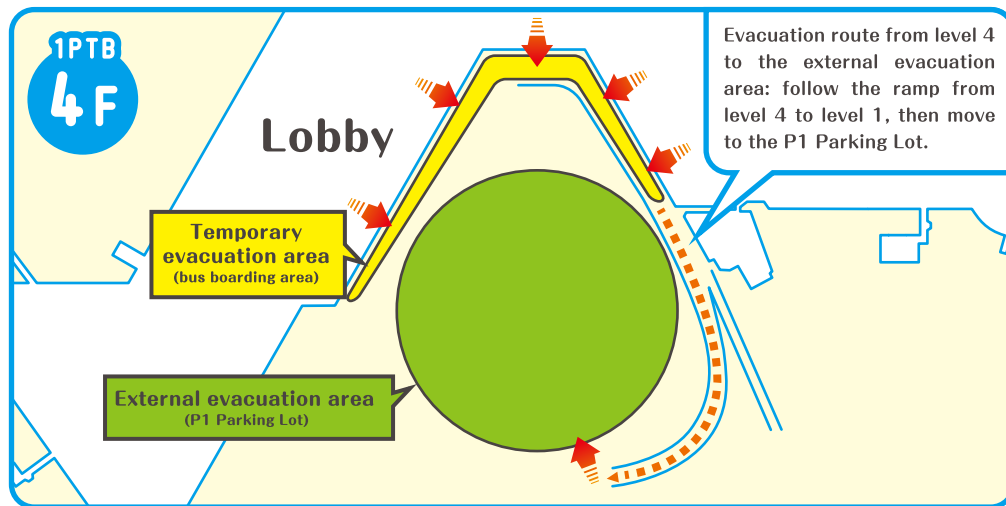 1PTB
4F
Evacuation route from level 4
to the external evacuation
area: follow the ramp from
level 4 to level 1, then move
to the P1 Parking Lot.
Lobby
Temporary
evacuation area
(bus boarding area)
External evacuation area
(P1 Parking Lot)